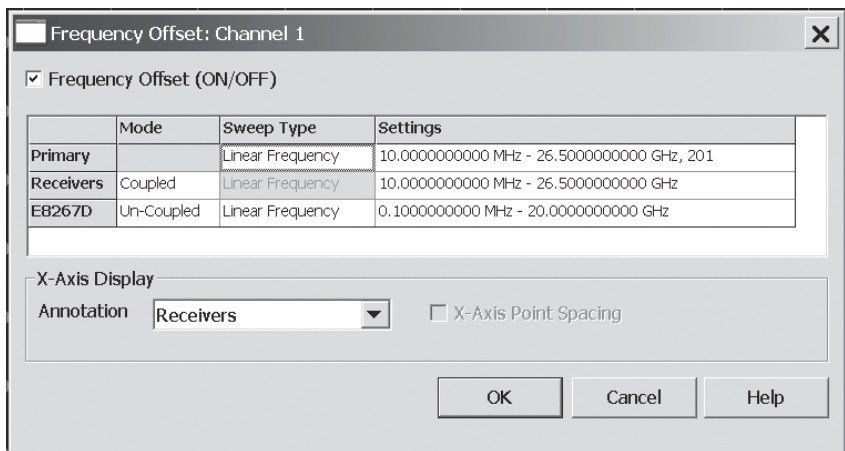 Frequency Offset: Channel 1
Frequency Offset (ON/OFF)
Mode Sweep Type Settings
Primary Linear Frequency 10.0000000000 MHz - 26.5000000000 GHz, 201
Receivers Coupled Linear Frequency 10.0000000000 MHz - 26.5000000000 GHz
E8267D Un-Coupled Linear Frequency 0.1000000000 MHz - 20.0000000000 GHz
X-Axis Display
Annotation Receivers X-Axis Point Spacing
OK Cancel Help